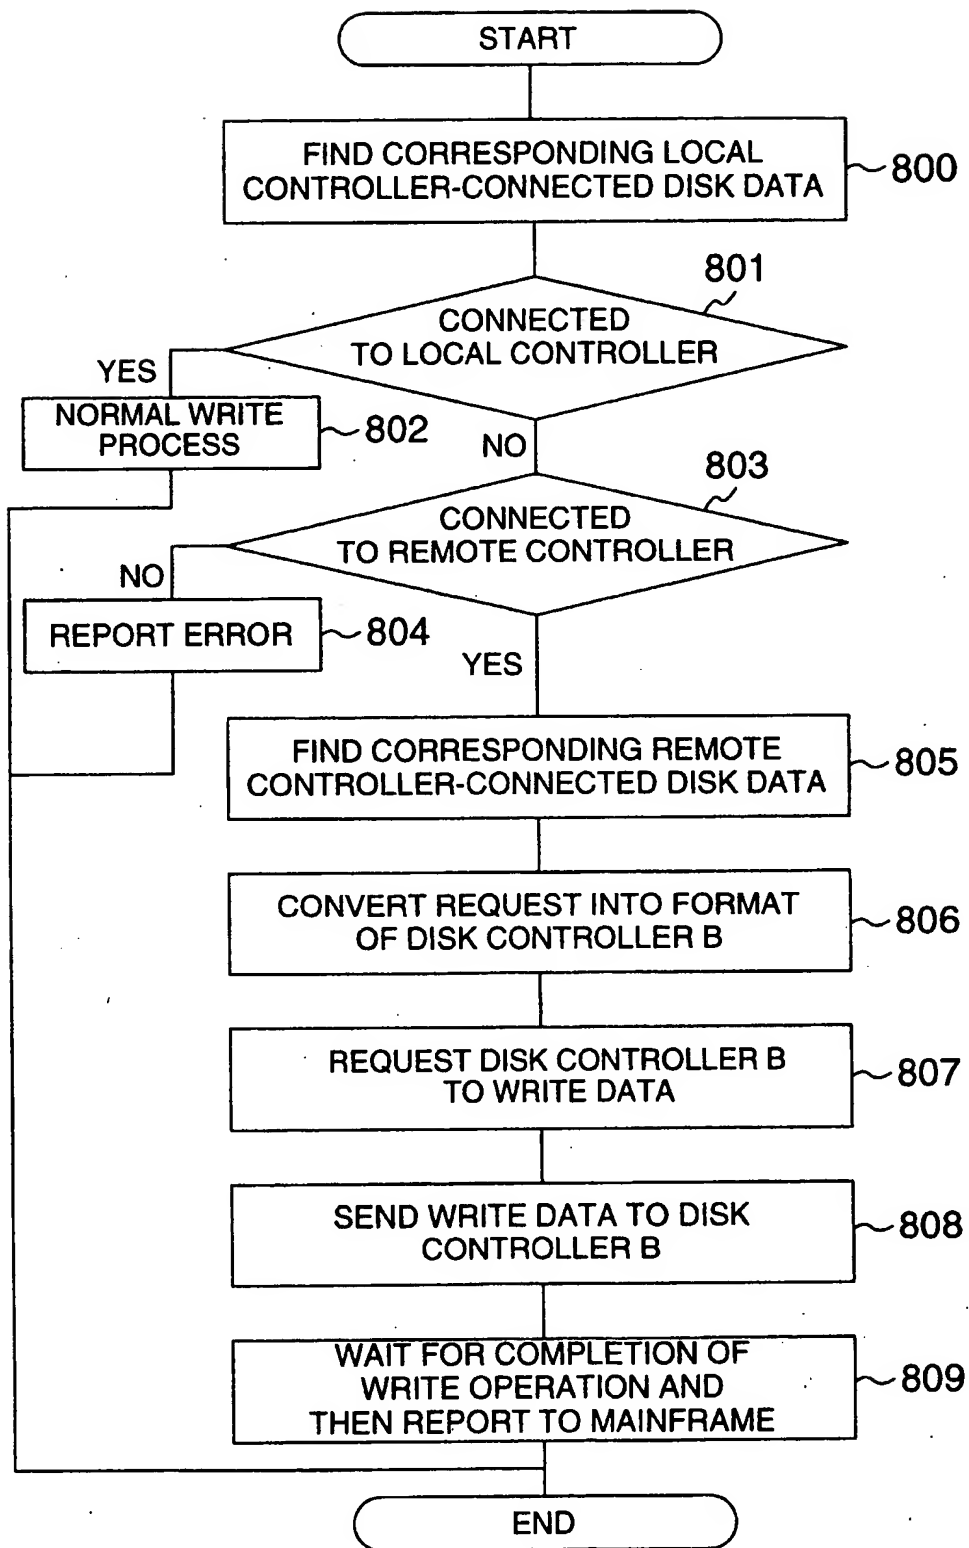 START
FIND CORRESPONDING LOCAL
CONTROLLER-CONNECTED DISK DATA
800
801
CONNECTED
TO LOCAL CONTROLLER
YES
NORMAL WRITE
PROCESS
802
NO
803
CONNECTED
TO REMOTE CONTROLLER
NO
REPORT ERROR
804
YES
FIND CORRESPONDING REMOTE
CONTROLLER-CONNECTED DISK DATA
805
CONVERT REQUEST INTO FORMAT
OF DISK CONTROLLER B
806
REQUEST DISK CONTROLLER B
TO WRITE DATA
807
SEND WRITE DATA TO DISK
CONTROLLER B
808
WAIT FOR COMPLETION OF
WRITE OPERATION AND
THEN REPORT TO MAINFRAME
809
END